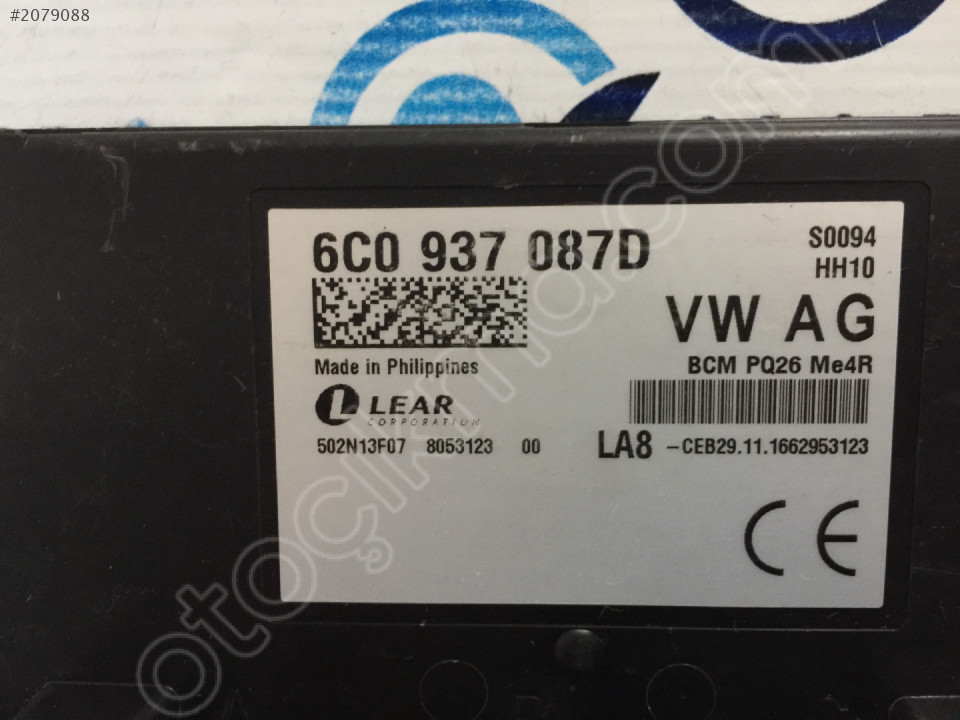 #2079088
6C0 937 087D
S0094
HH10
VW AG
Made in Philippines
BCM PQ26 Me4R
LEAR
CORPORATION
502N13F07 8053123 00 LA8 -CEB29.11.1662953123
CE
otoçıkma.com